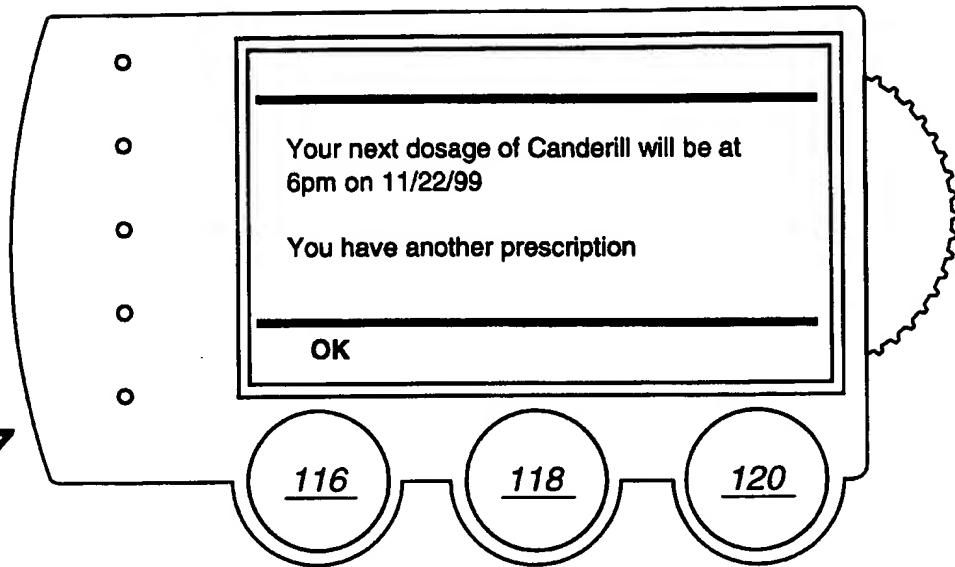 Your next dosage of Canderill will be at
6pm on 11/22/99
You have another prescription
OK
116 118 120